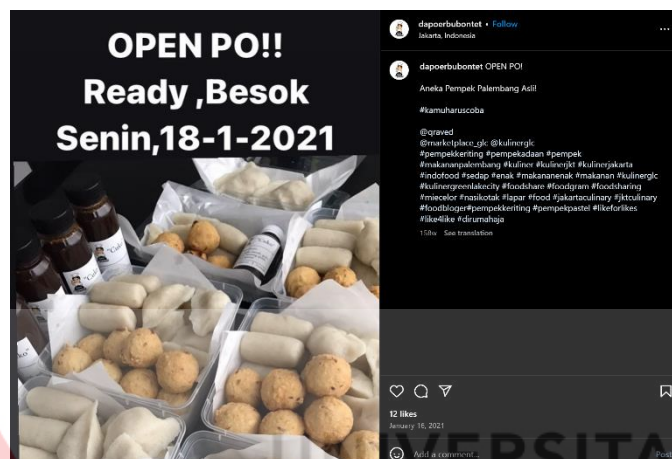 OPEN PO!!
Ready ,Besok
Senin,18-1-2021
dapoerbubontet • Follow
Jakarta, Indonesia
dapoerbubontet OPEN PO!
Aneka Pempek Palembang Asli!
#kamuharuscoba
@qraved
@marketplace_glc @kulinerglc
#pempekkeriting #pempekadaan #pempek
#makananpalembang #kuliner #kulinerjkt #kulinerjakarta
#indofood #sedap #enak #makananenak #makanan #kulinerglc
#kulinergreenlakecity #foodshare #foodgram #foodsharing
#miecelor #nasikotak #lapar #food #jakartaculinary #jktculinary
#foodbloger#pempekkeriting #pempekpastel #likeforlikes
#like4like #dirumahaja
158w See translation
12 likes
January 16, 2021
Add a comment...
Post
UNIVERSITA